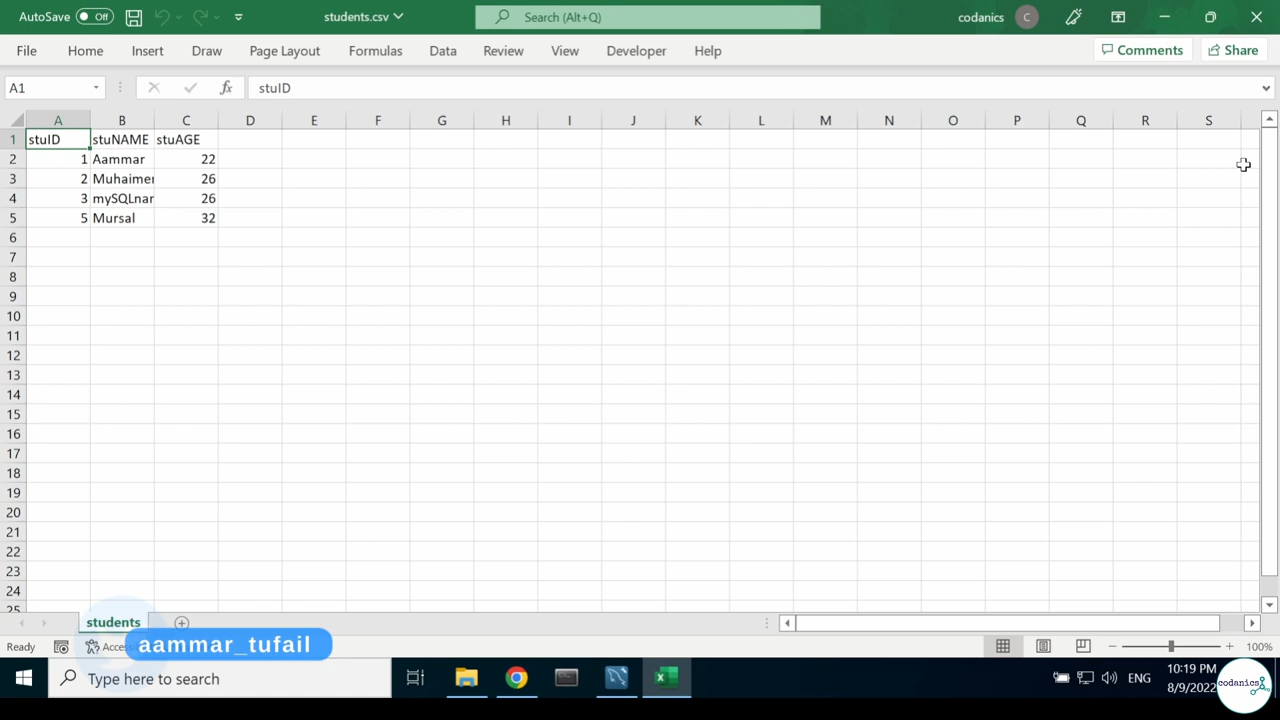 AutoSave Off students.csv Search (Alt+Q) codanics C
File Home Insert Draw Page Layout Formulas Data Review View Developer Help Comments Share
A1 fx stuID
A B C D E F G H I J K L M N O P Q R S
1 stuID stuNAME stuAGE
2 1 Aammar 22
3 2 26
4 3 26
5 5 Mursal 32
6
7
8
9
10
11
12
13
14
15
16
17
18
19
20
21
22
23
24
25
students
Ready aammar_tufail 100%
Type here to search ENG 10:19 PM
8/9/2022
codanics